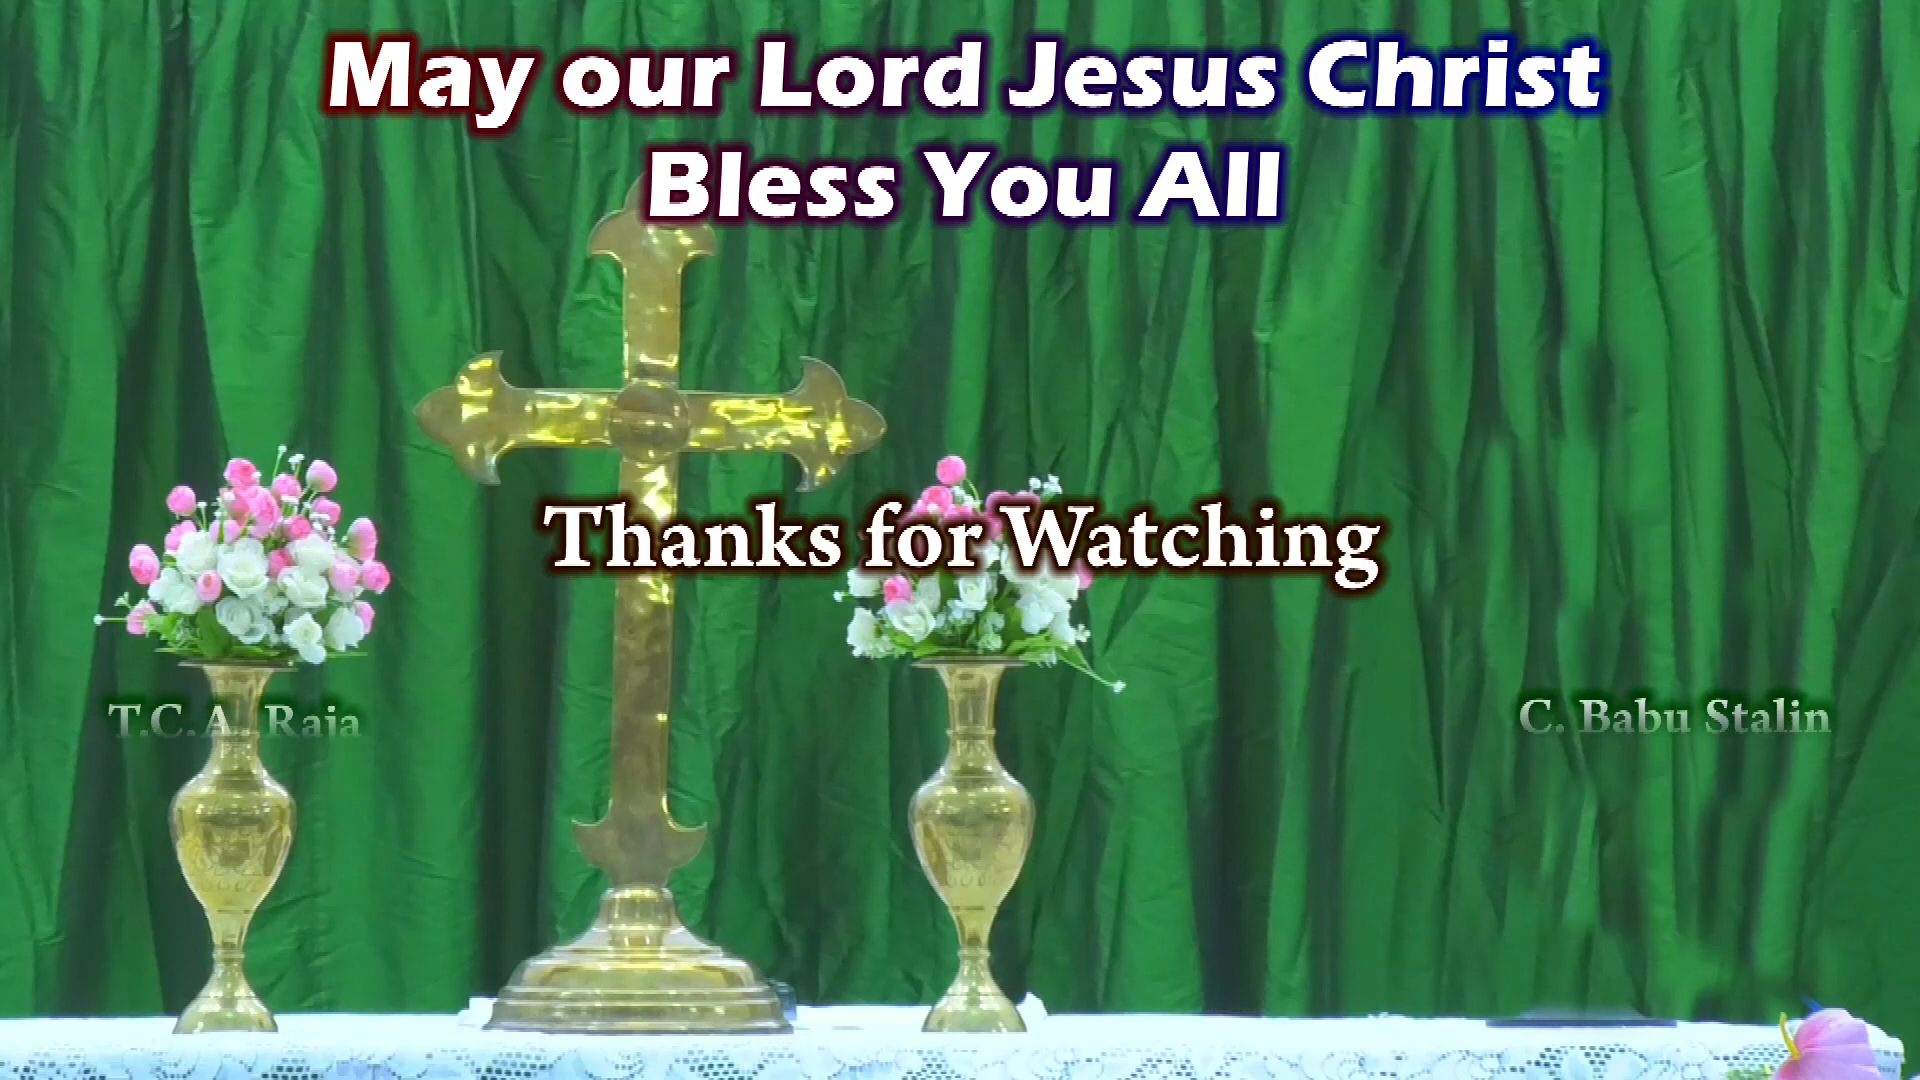 May our Lord Jesus Christ
Bless You All
Thanks for Watching
T.C.A. Raja
C. Babu Stalin